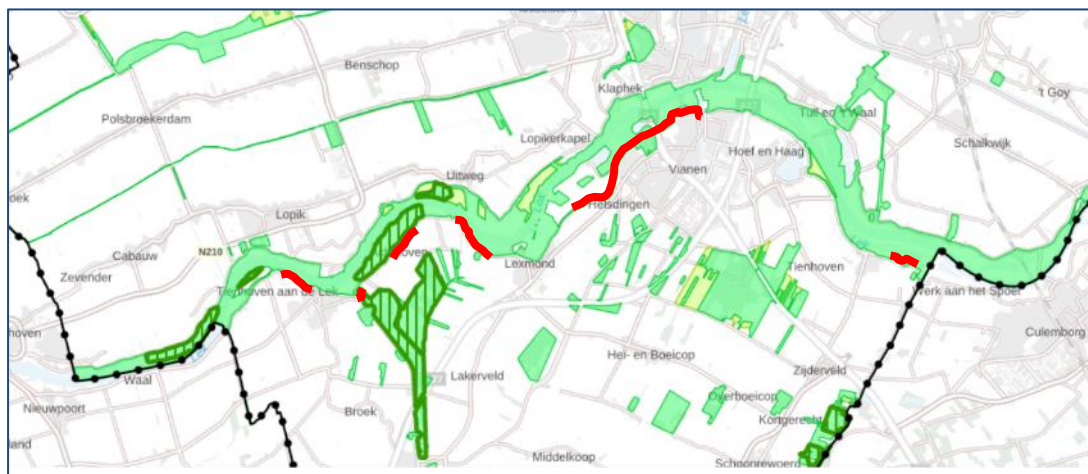 Benschop
Klaphek
Polsbroekerdam
't Goy
Tull en 't Waal
Lopikerkapel
Schalkwijk
Hoef en Haag
Vianen
Uitweg
Helsdingen
Lopik
N210
Cabauw
Lexmond
Zevender
Tienhoven
Tienhoven aan de Lek
Werk aan het Spoel
Culemborg
Hei- en Boeicop
Zijderveld
Waal
Lakerveld
Nieuwpoort
Overboeicop
Broek
Kortgerecht
Middelkoop
Schoonrewoerd